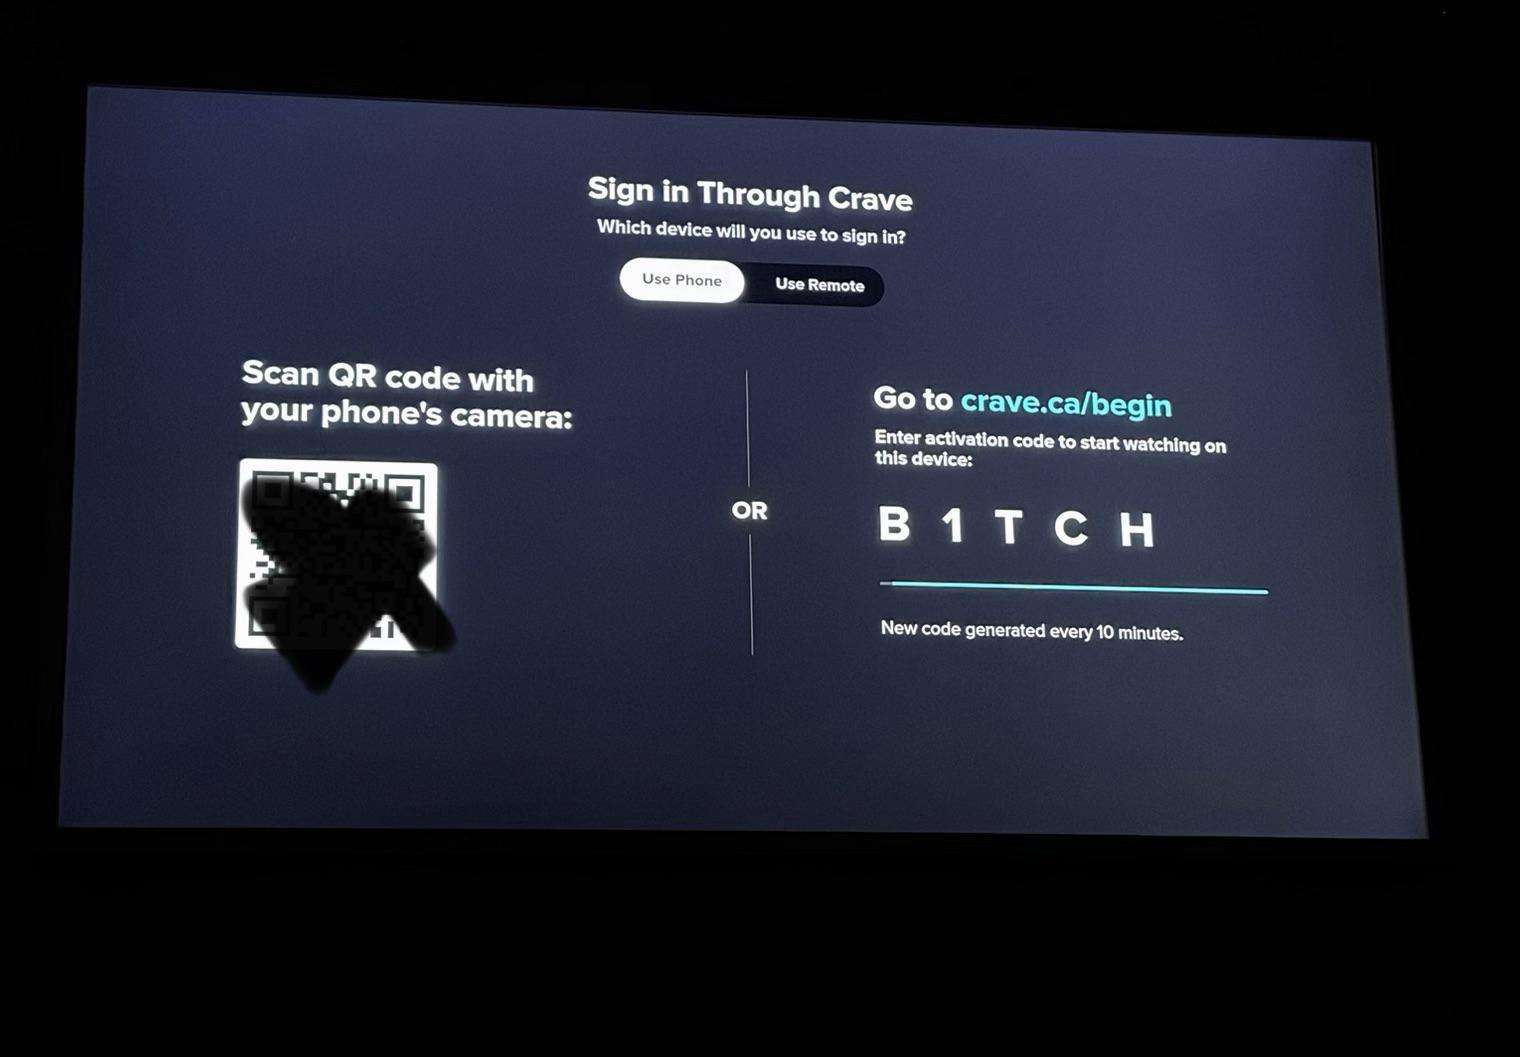 Sign in Through Crave
Which device will you use to sign in?
Use Phone
Use Remote
Scan QR code with
your phone's camera:
OR
Go to crave.ca/begin
Enter activation code to start watching on
this device:
B 1 T C H
New code generated every 10 minutes.